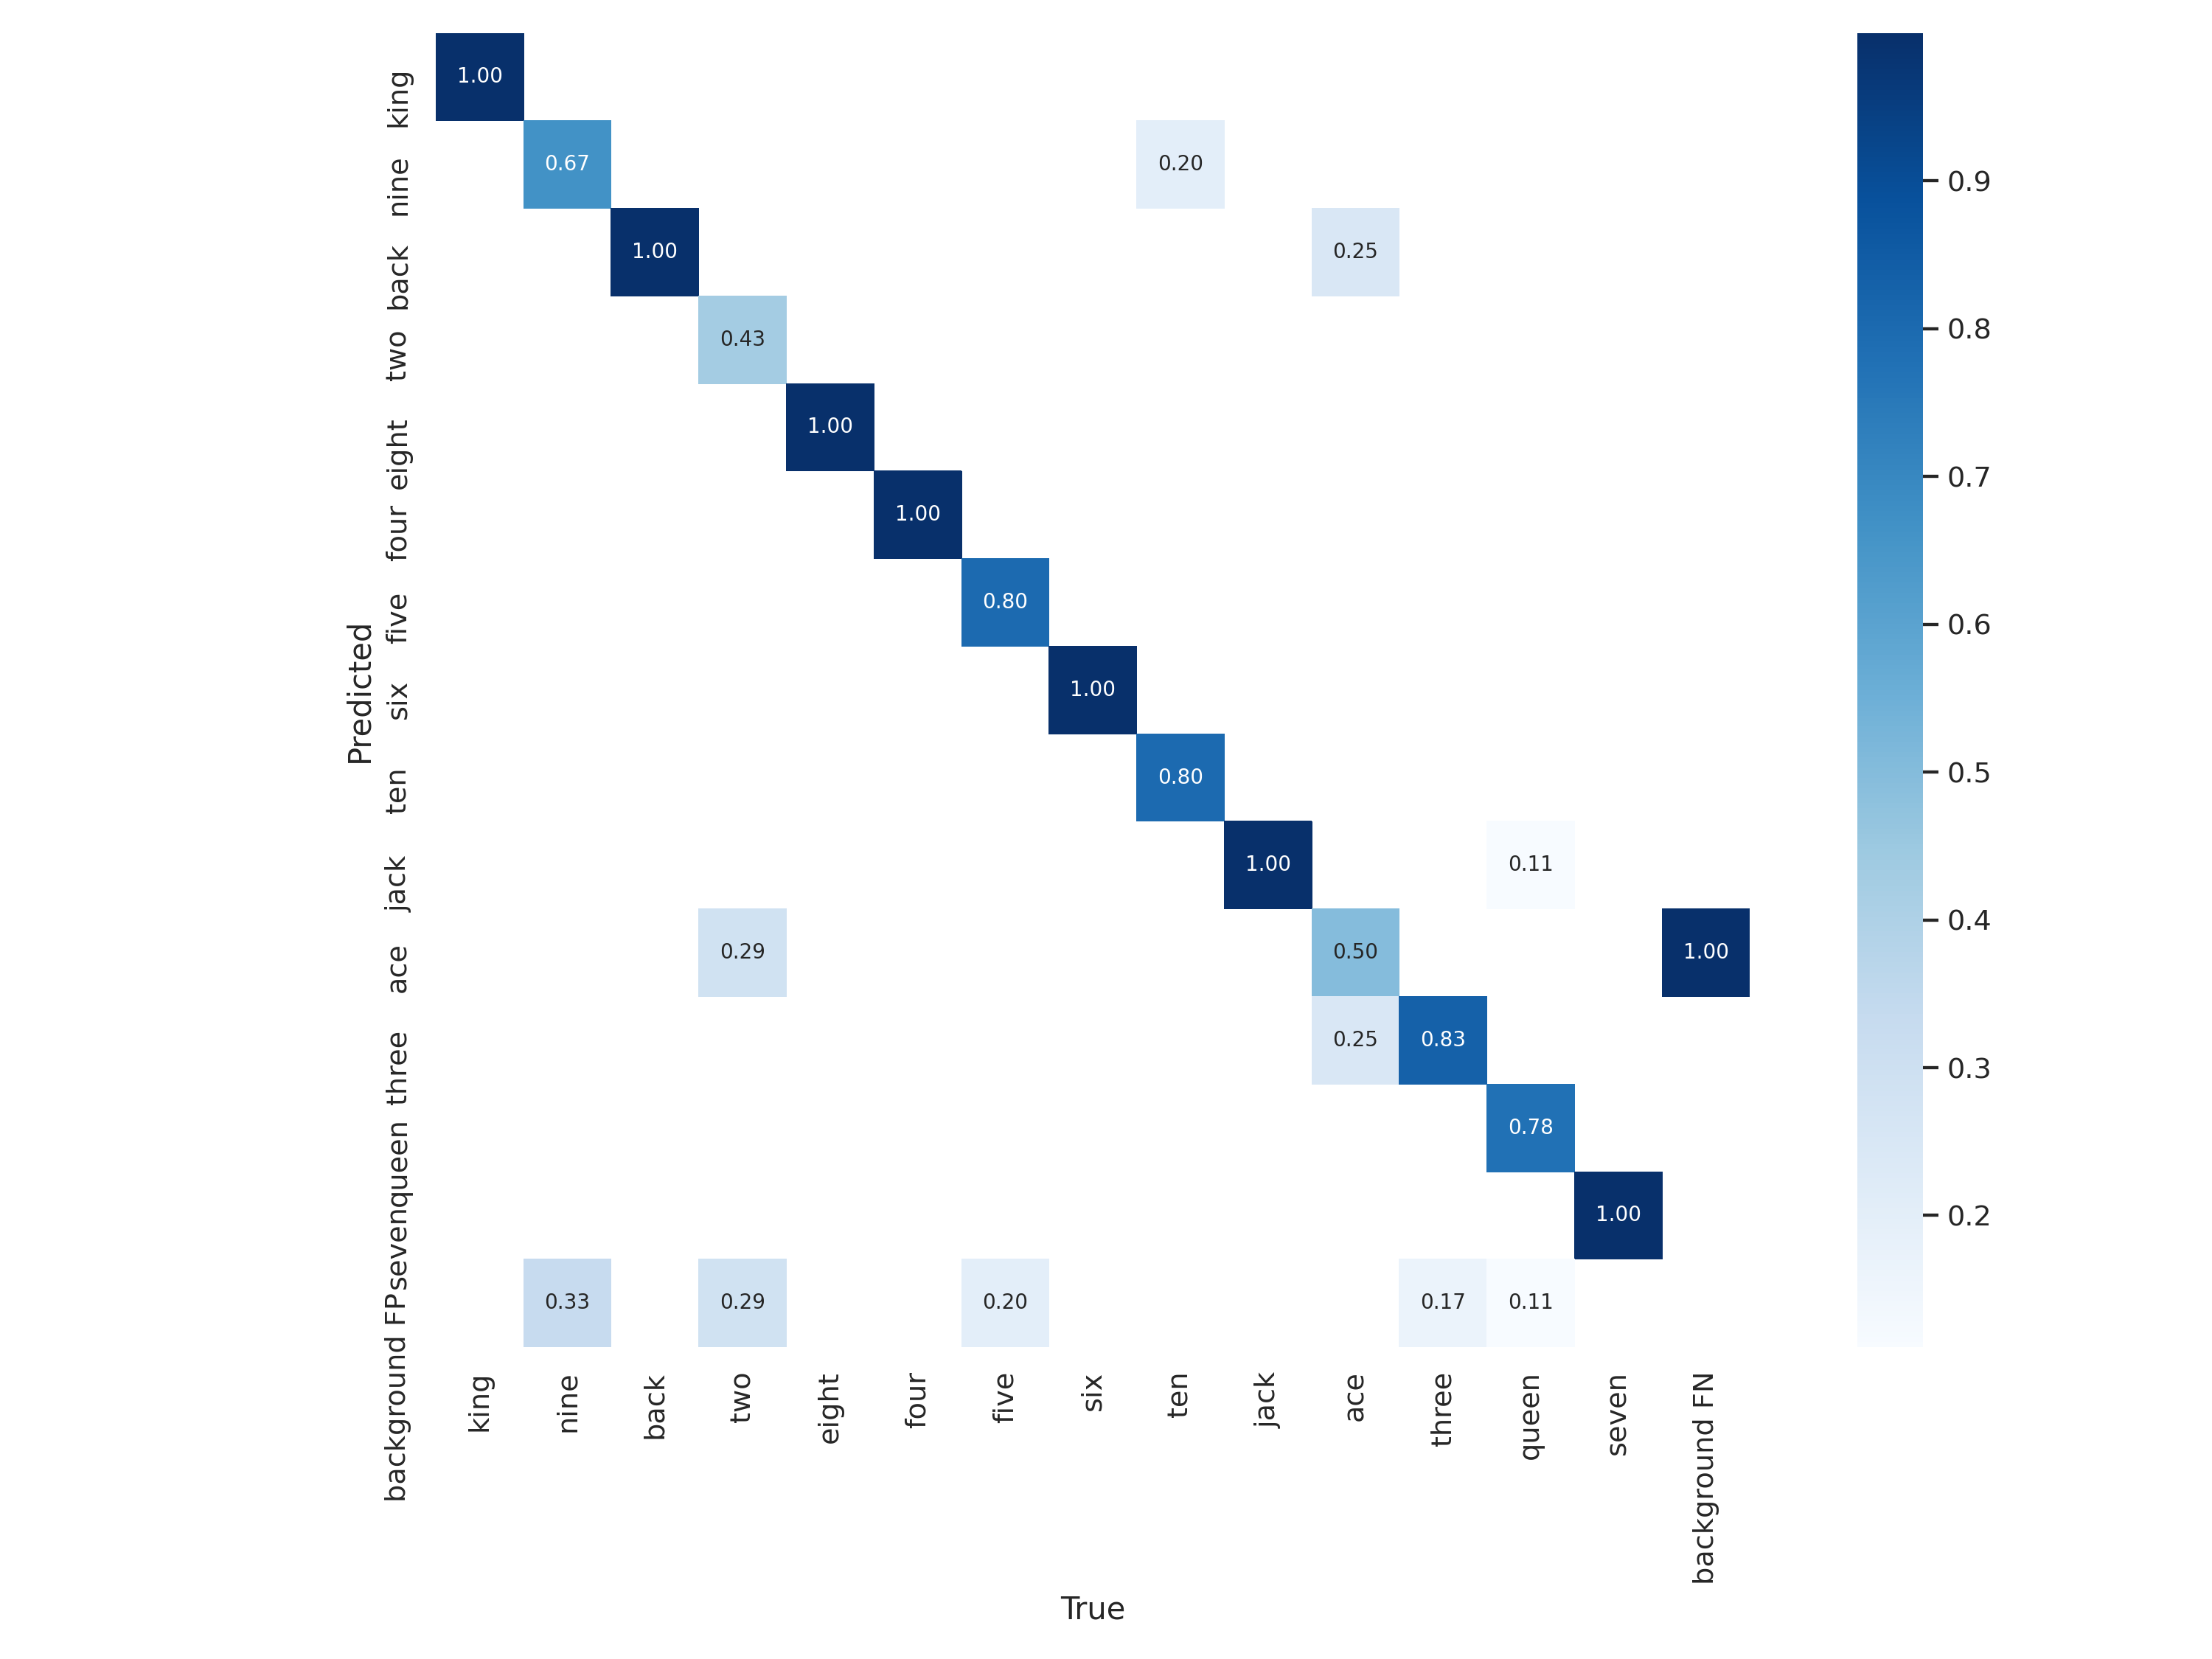 king 1.00
nine 0.67 0.20 0.9
back 1.00 0.25
two 0.43 0.8
eight 1.00
four 1.00 0.7
five 0.80 0.6
Predicted
six 1.00
ten 0.80 0.5
jack 1.00 0.11
ace 0.29 0.50 1.00 0.4
three 0.25 0.83 0.3
queen 0.78
seven 1.00 0.2
background FP 0.33 0.29 0.20 0.17 0.11
king nine back two eight four five six ten jack ace three queen seven background FN
True